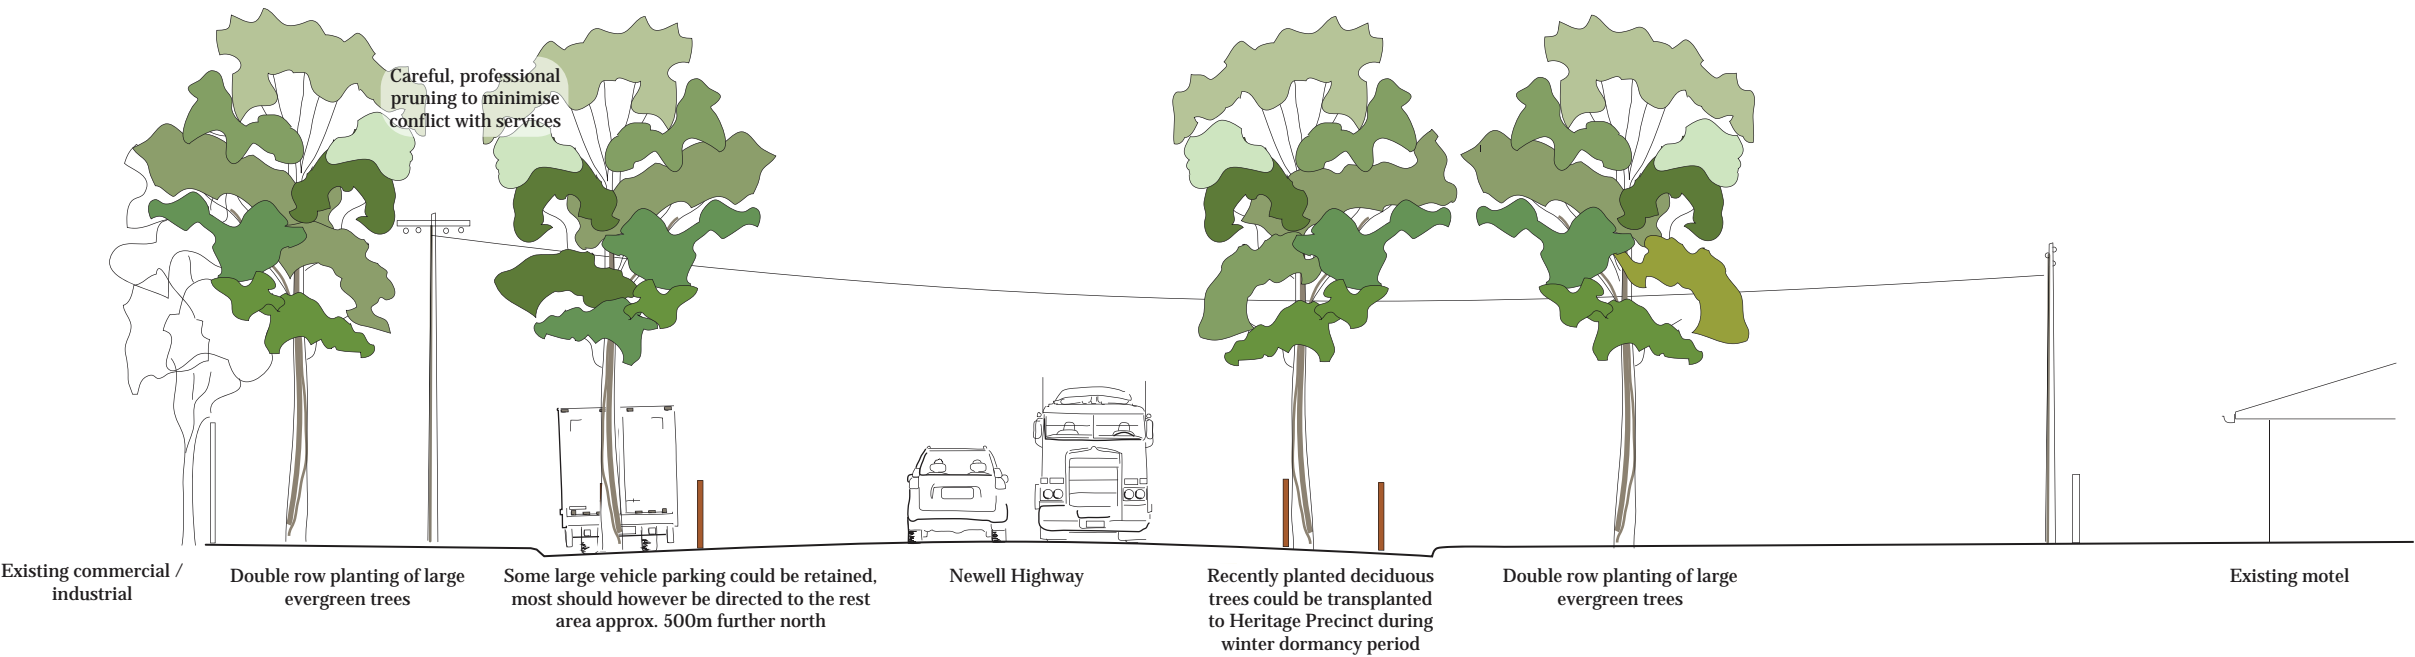 Careful, professional
pruning to minimise
conflict with services
Existing commercial /
industrial
Double row planting of large
evergreen trees
Some large vehicle parking could be retained,
most should however be directed to the rest
area approx. 500m further north
Newell Highway
Recently planted deciduous
trees could be transplanted
to Heritage Precinct during
winter dormancy period
Double row planting of large
evergreen trees
Existing motel